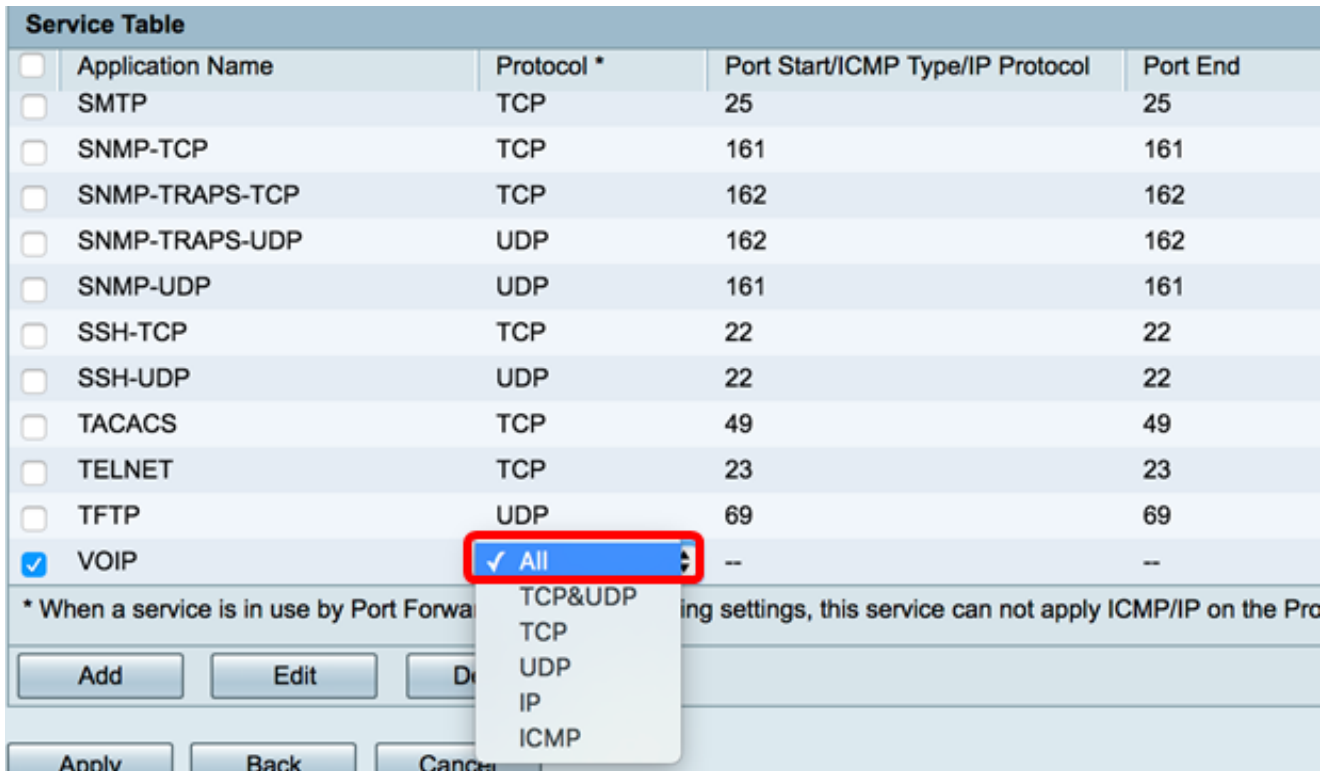 Service Table
Application Name Protocol * Port Start/ICMP Type/IP Protocol Port End
SMTP TCP 25 25
SNMP-TCP TCP 161 161
SNMP-TRAPS-TCP TCP 162 162
SNMP-TRAPS-UDP UDP 162 162
SNMP-UDP UDP 161 161
SSH-TCP TCP 22 22
SSH-UDP UDP 22 22
TACACS TCP 49 49
TELNET TCP 23 23
TFTP UDP 69 69
VOIP ✓ All -- --
* When a service is in use by Port ing settings, this service can not apply ICMP/IP on the
TCP&UDP
TCP
UDP
IP
ICMP
Add Edit
Apply Back Cancel